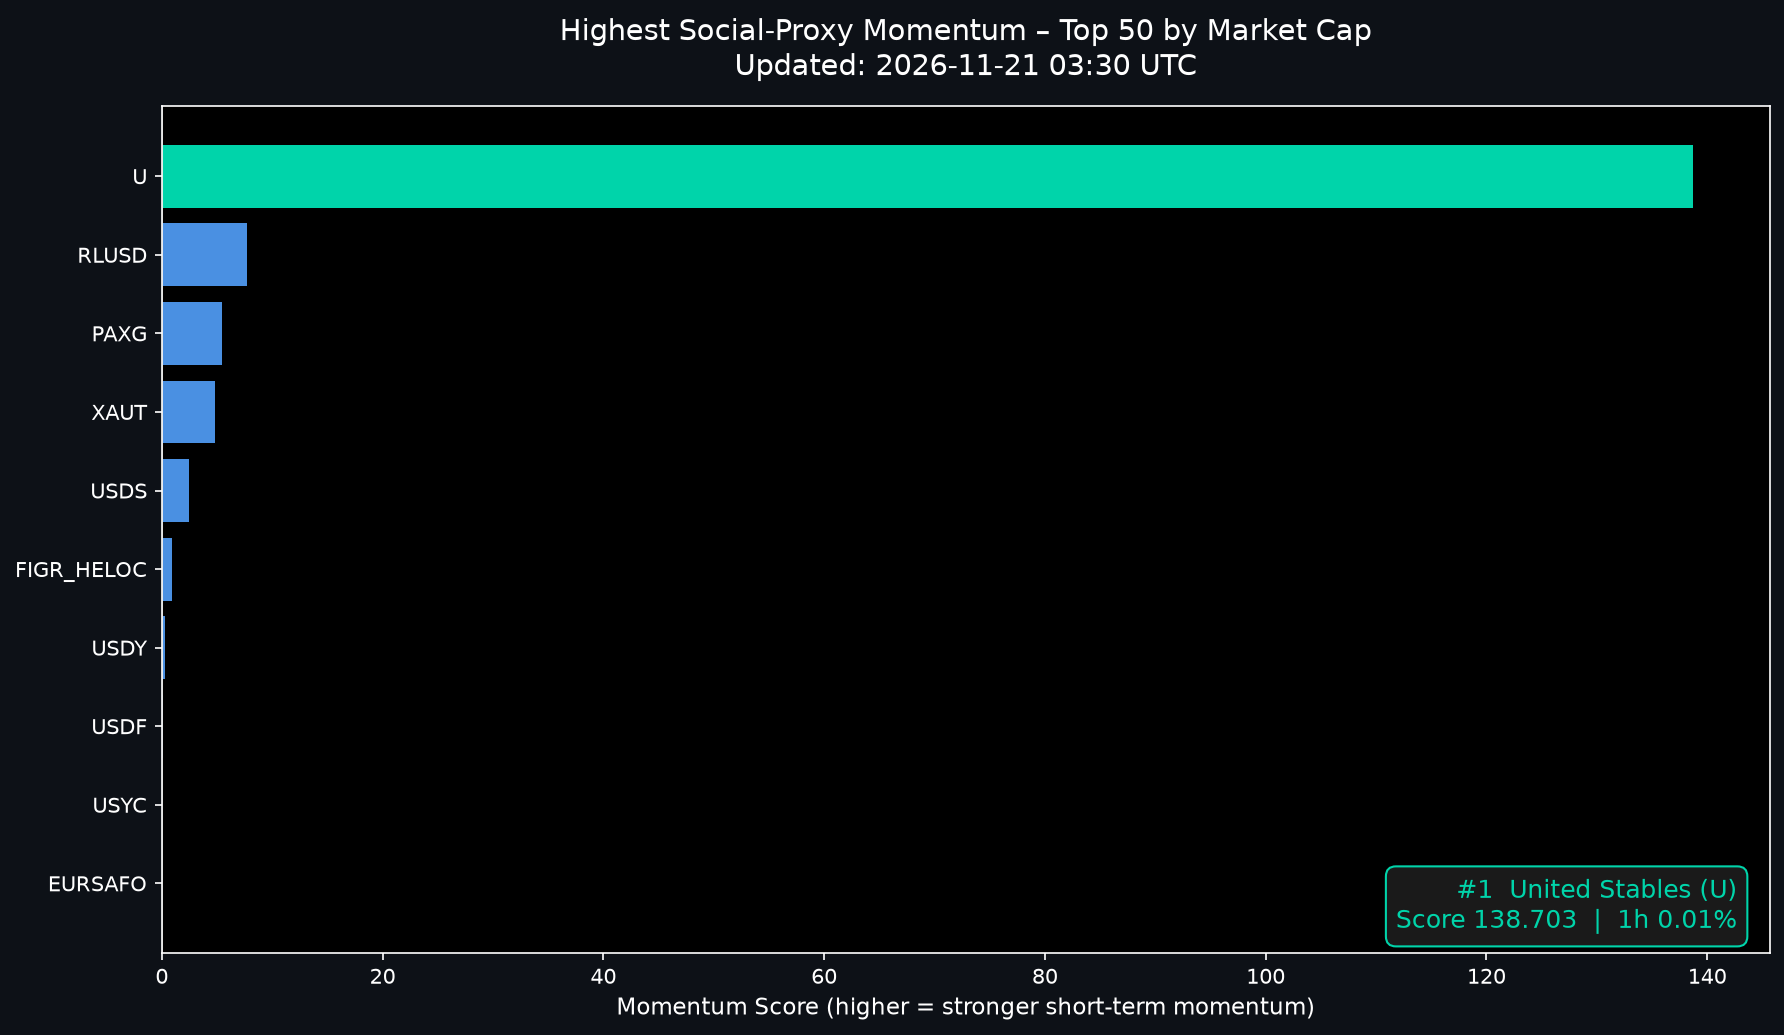 Highest Social-Proxy Momentum – Top 50 by Market Cap
Updated: 2026-11-21 03:30 UTC
U
RLUSD
PAXG
XAUT
USDS
FIGR_HELOC
USDY
USDF
USYC
EURSAFO
#1  United Stables (U)
Score 138.703  |  1h 0.01%
0 20 40 60 80 100 120 140
Momentum Score (higher = stronger short-term momentum)